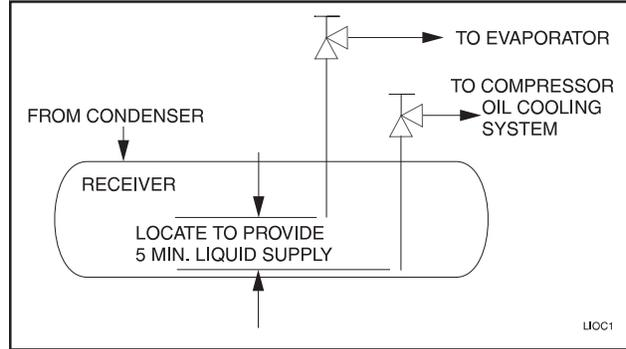 TO EVAPORATOR
TO COMPRESSOR
OIL COOLING
SYSTEM
FROM CONDENSER
RECEIVER
LOCATE TO PROVIDE
5 MIN. LIQUID SUPPLY
LIOC1